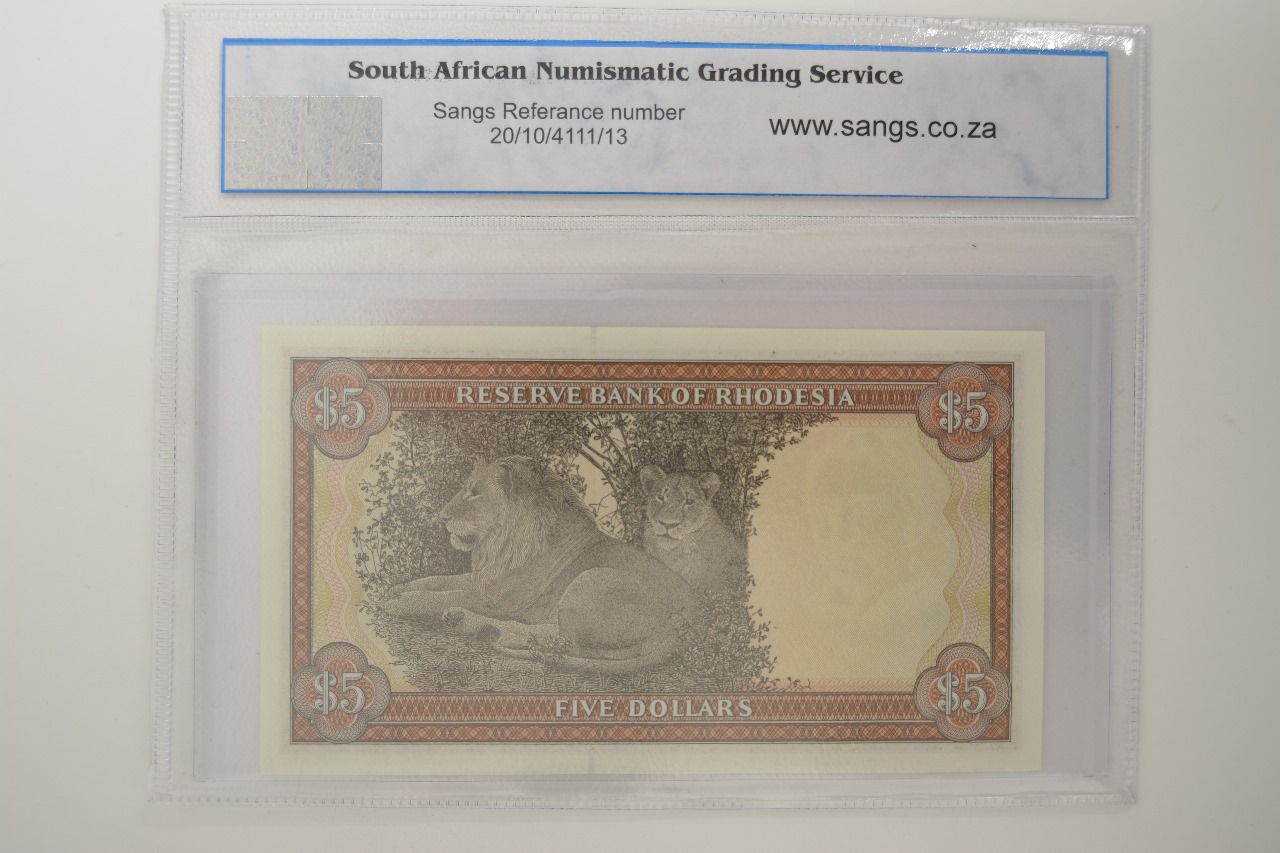 South African Numismatic Grading Service
Sangs Referance number
20/10/4111/13
www.sangs.co.za
$5
RESERVE BANK OF RHODESIA
$5
$5
FIVE DOLLARS
$5